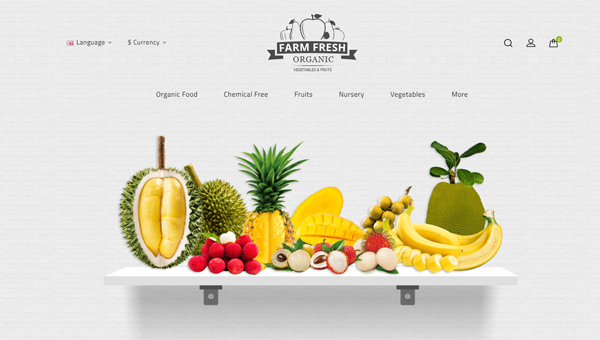 Language
$ Currency
FARM FRESH
ORGANIC
VEGETABLES & FRUITS
0
Organic Food
Chemical Free
Fruits
Nursery
Vegetables
More